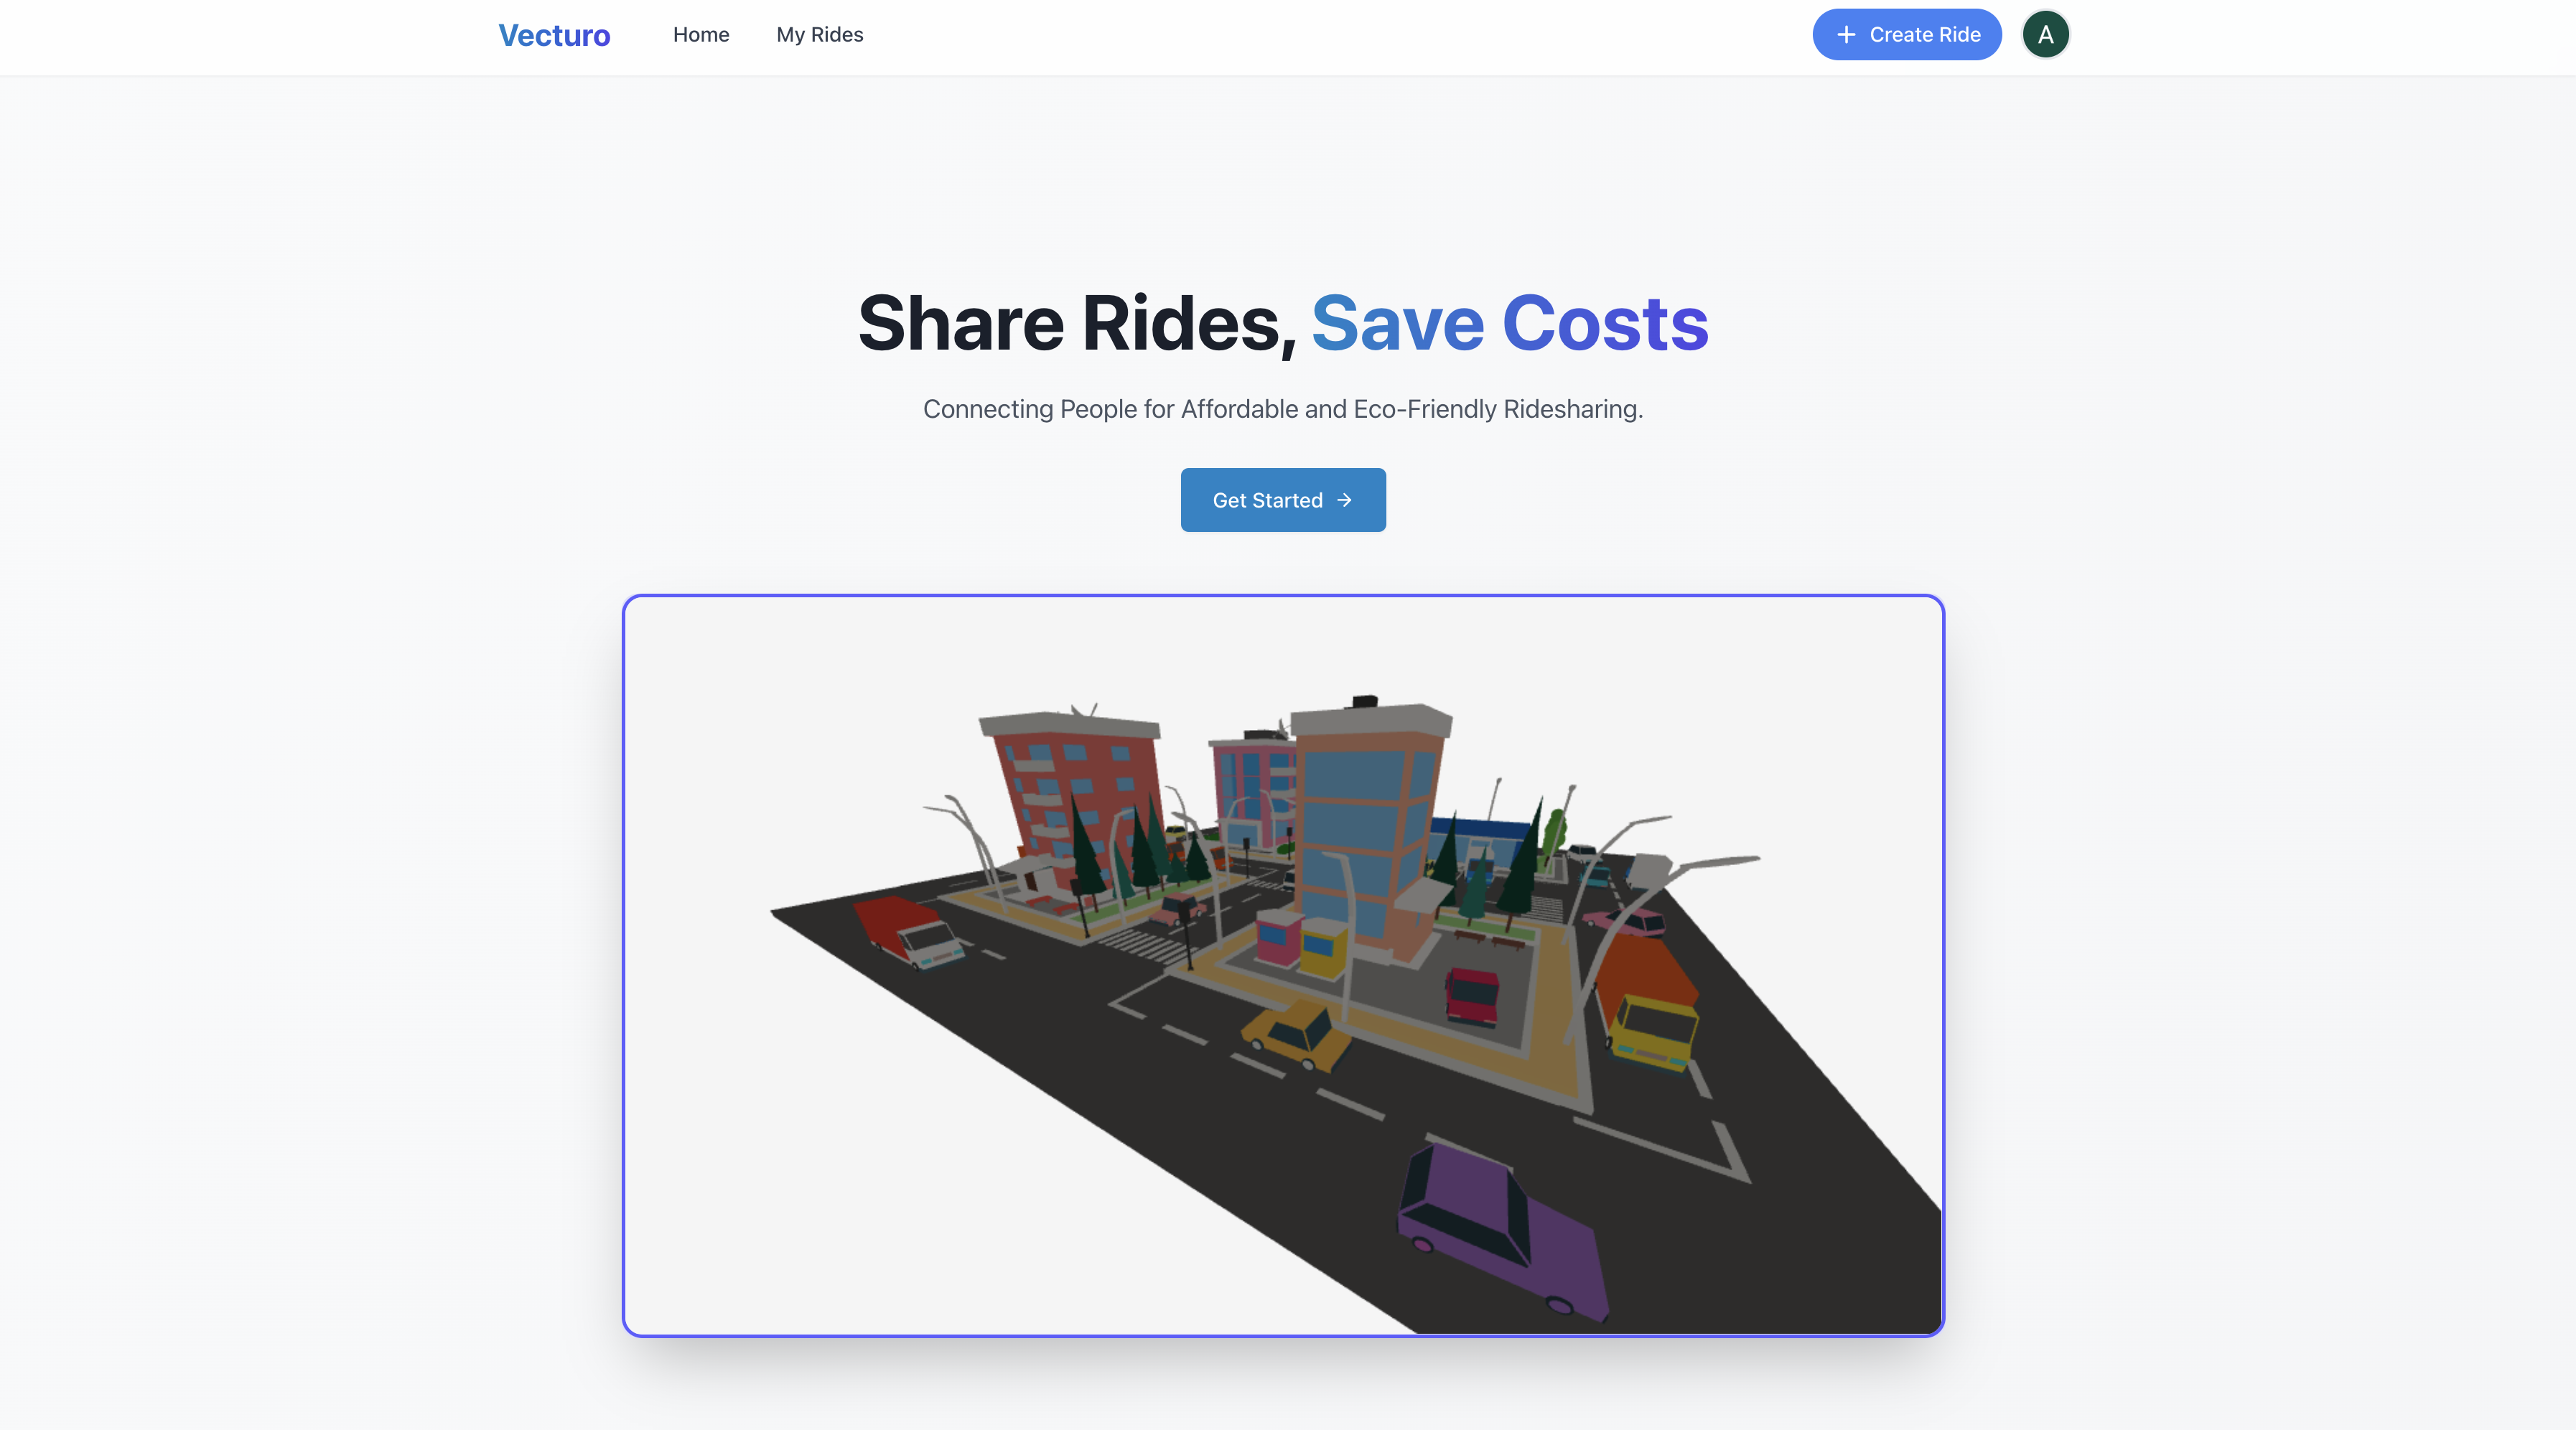 Vecturo
Home
My Rides
Create Ride
A
Share Rides, Save Costs
Connecting People for Affordable and Eco-Friendly Ridesharing.
Get Started